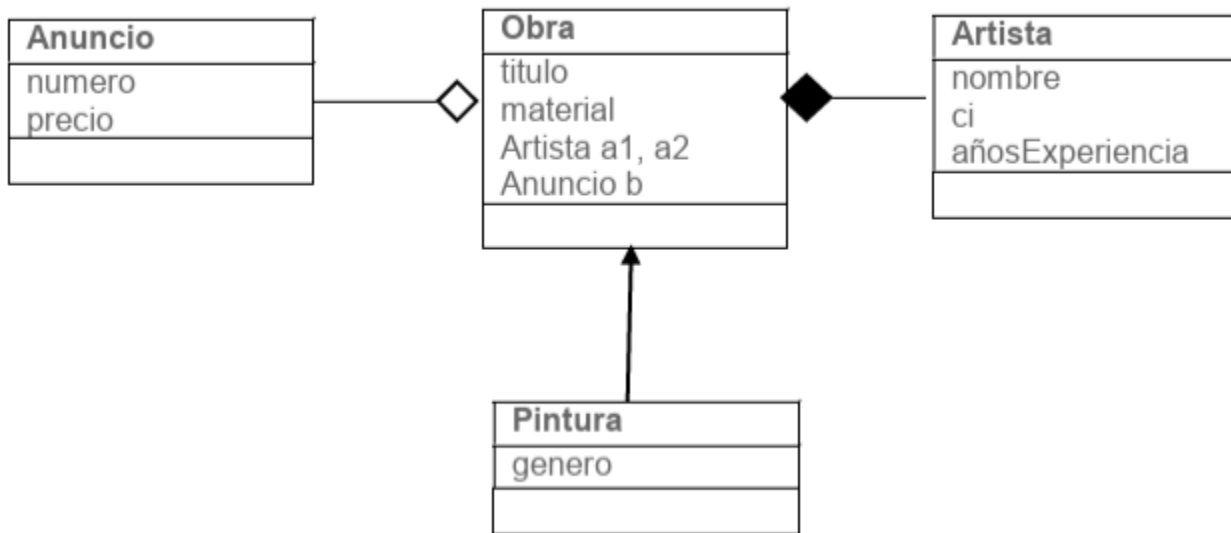 Anuncio
numero
precio
Obra
titulo
material
Artista a1, a2
Anuncio b
Artista
nombre
ci
añosExperiencia
Pintura
genero